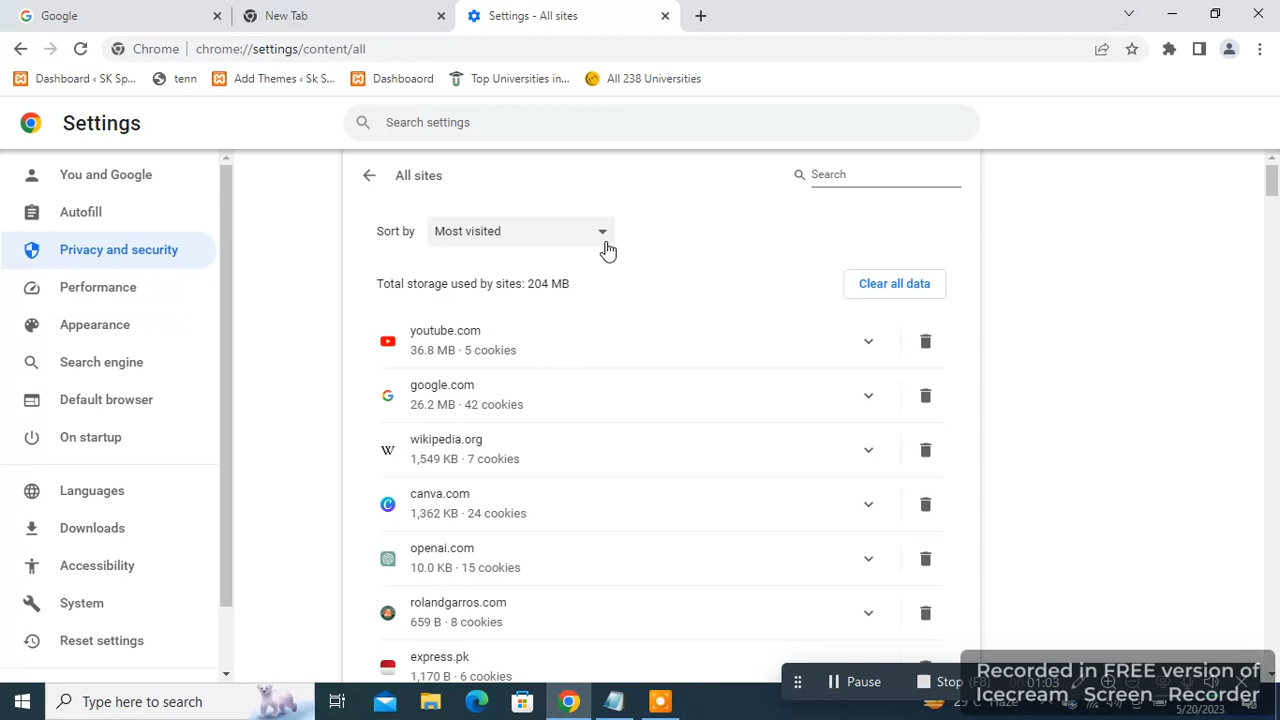 Google
New Tab
Settings - All sites
Chrome
chrome://settings/content/all
Dashboard ‹ SK Sp...
tenn
Add Themes ‹ Sk S...
Dashbaoard
Top Universities in...
All 238 Universities
Settings
Search settings
You and Google
Autofill
Privacy and security
Performance
Appearance
Search engine
Default browser
On startup
Languages
Downloads
Accessibility
System
Reset settings
All sites
Search
Sort by
Most visited
Total storage used by sites: 204 MB
Clear all data
youtube.com
36.8 MB · 5 cookies
google.com
26.2 MB · 42 cookies
wikipedia.org
1,549 KB · 7 cookies
canva.com
1,362 KB · 24 cookies
openai.com
10.0 KB · 15 cookies
rolandgarros.com
659 B · 8 cookies
express.pk
1,170 B · 6 cookies
Pause
Stop (F8)
01:03
Recorded in FREE version of
Icecream Screen Recorder
Type here to search
29°C Haze
5/20/2023